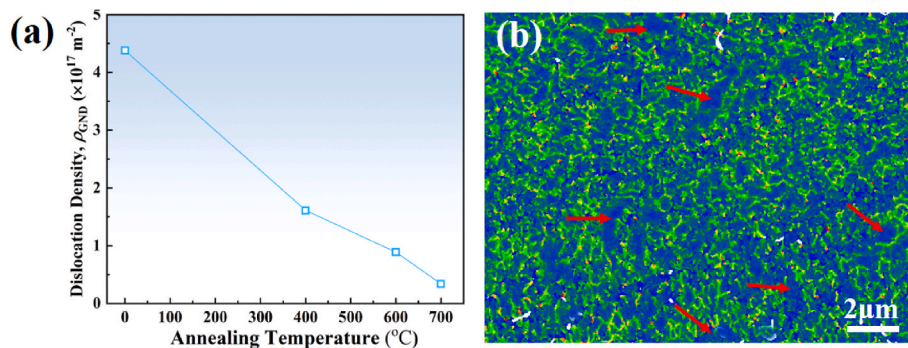 (a)
Dislocation Density, ρGND (×10¹⁷ m⁻²)
5
4
3
2
1
0
0 100 200 300 400 500 600 700
Annealing Temperature (°C)
(b)
2μm